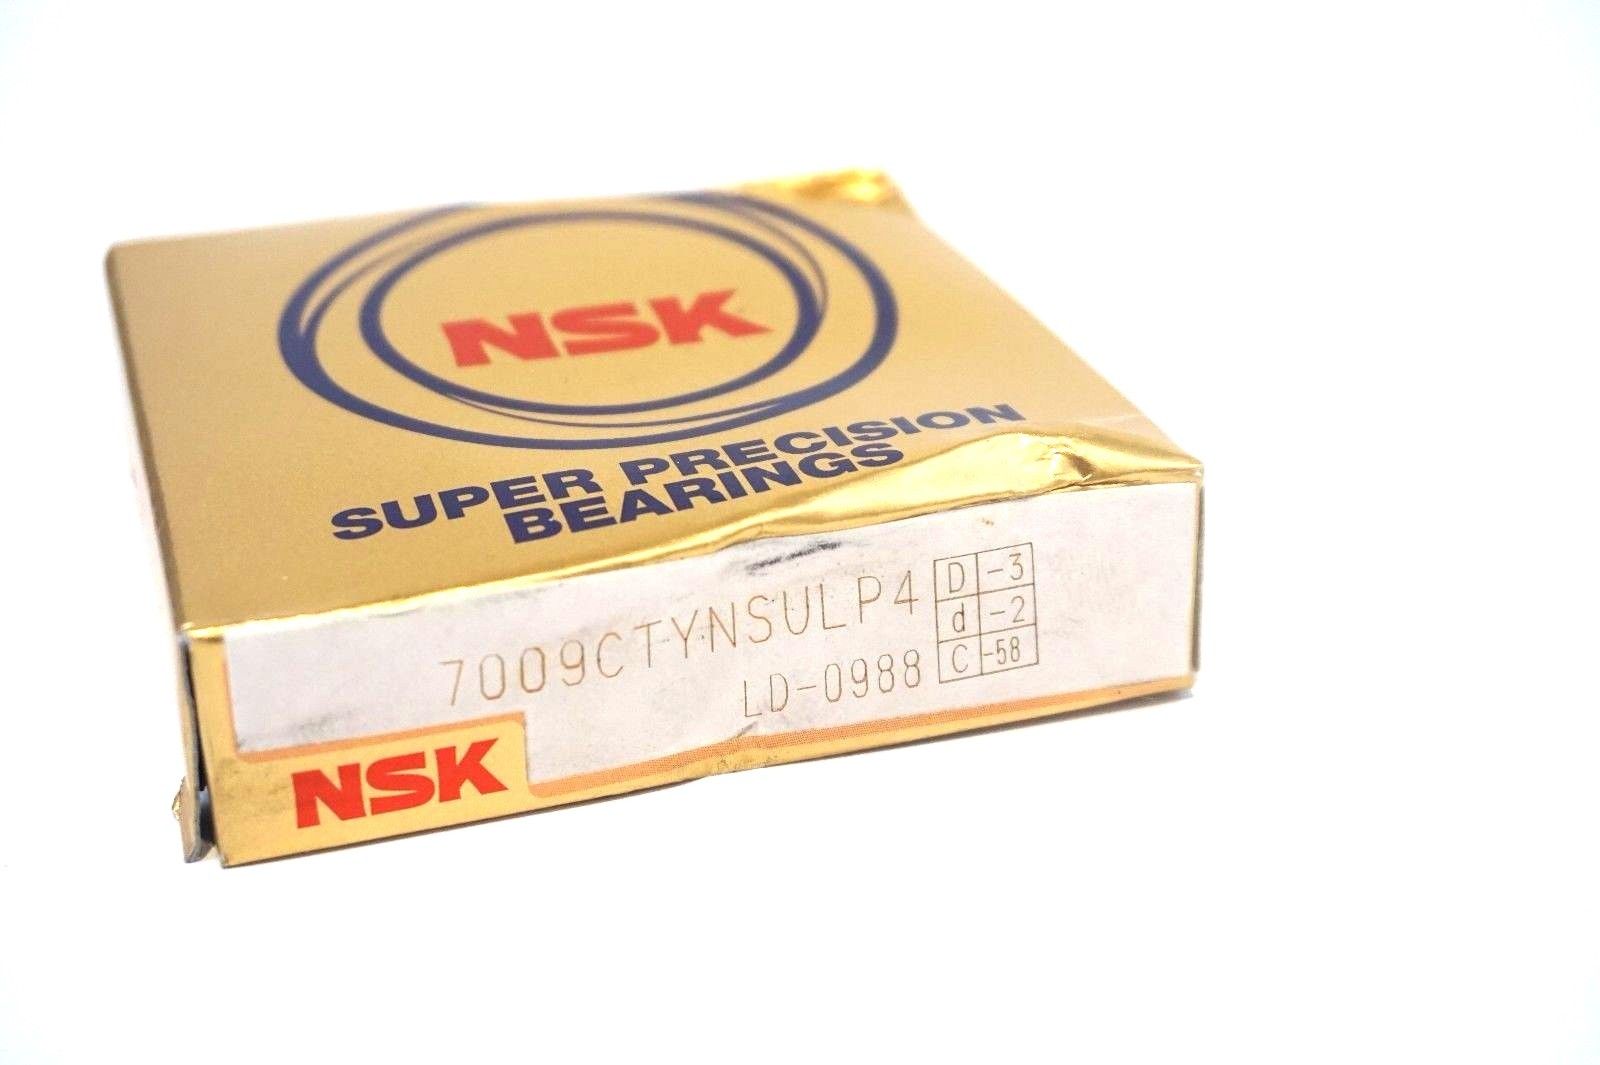 NSK
SUPER PRECISION
BEARINGS
7009CTYNSULP4
LD-0988
D -3
d -2
C -58
NSK